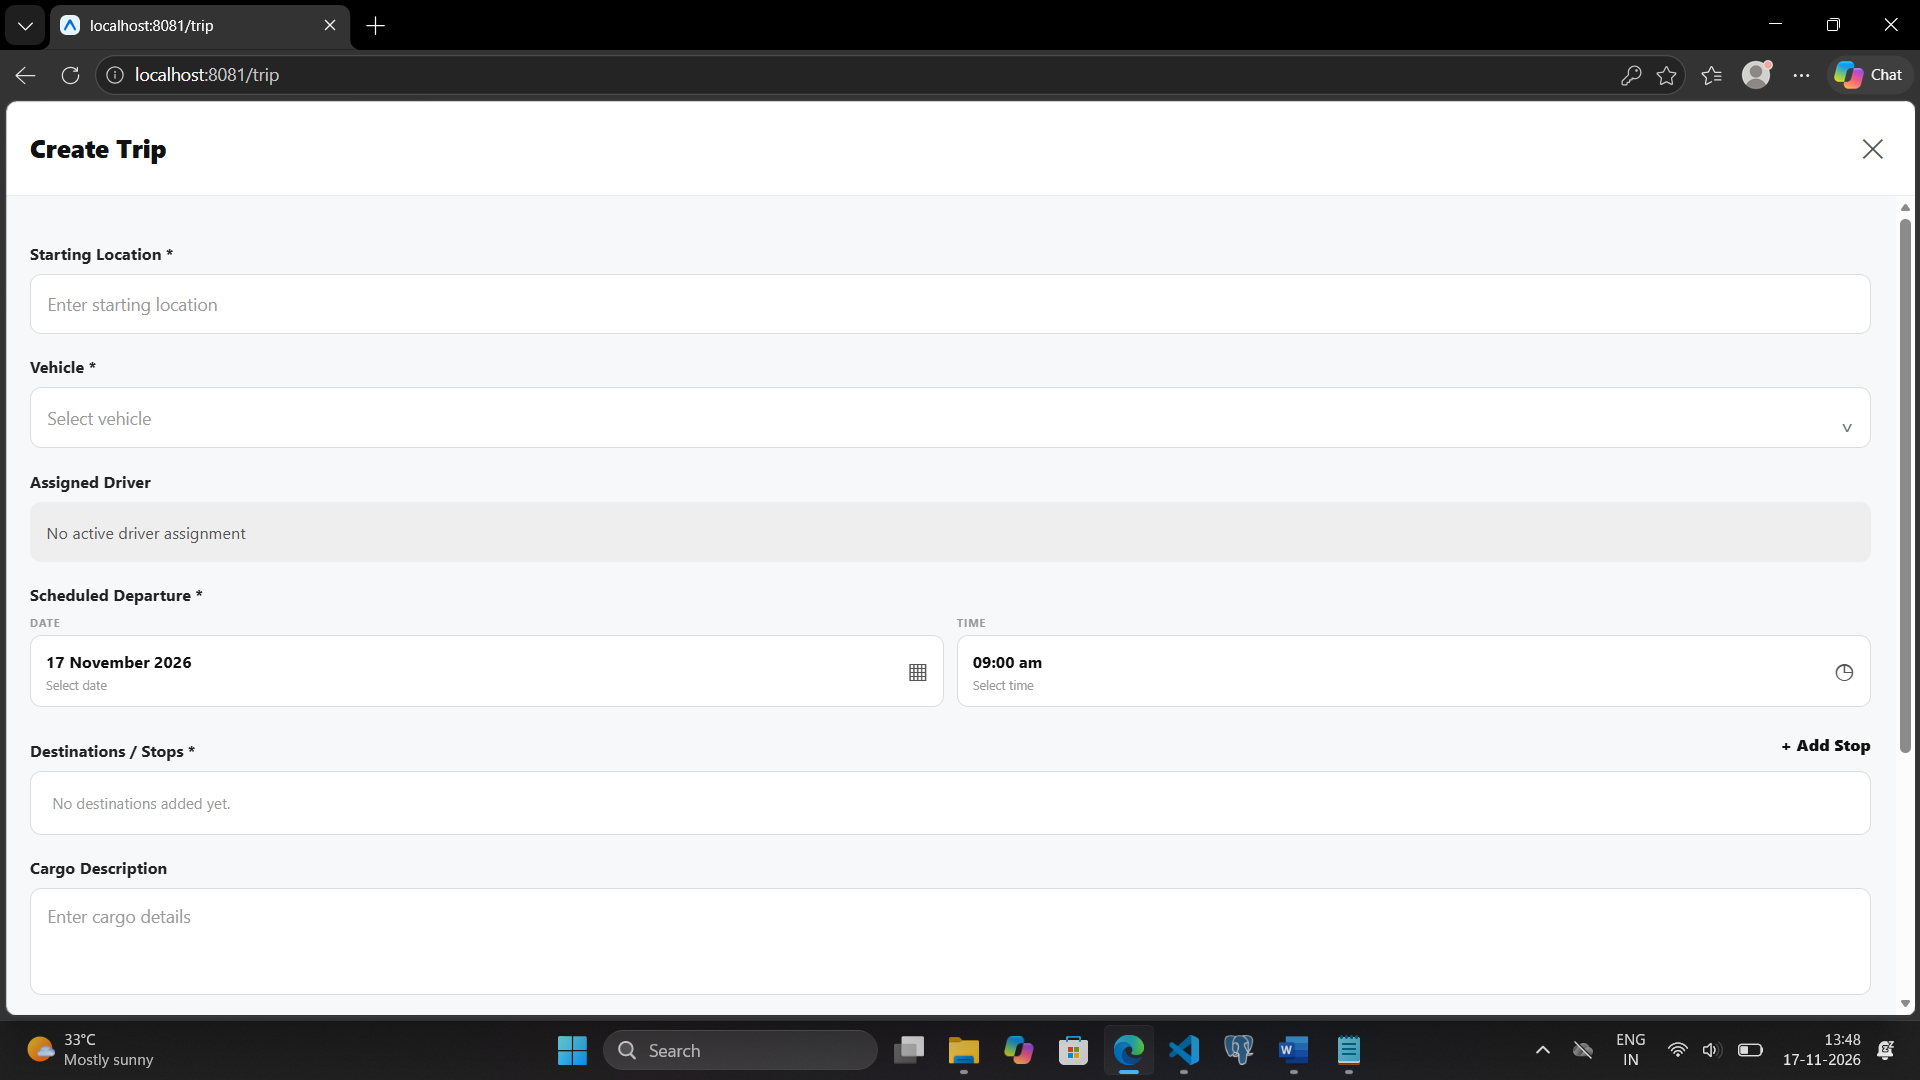 localhost:8081/trip
localhost:8081/trip
Chat
Create Trip
Starting Location *
Enter starting location
Vehicle *
Select vehicle
v
Assigned Driver
No active driver assignment
Scheduled Departure *
DATE
TIME
17 November 2026
Select date
09:00 am
Select time
Destinations / Stops *
+ Add Stop
No destinations added yet.
Cargo Description
Enter cargo details
33°C
Mostly sunny
Search
W
ENG
IN
13:48
17-11-2026